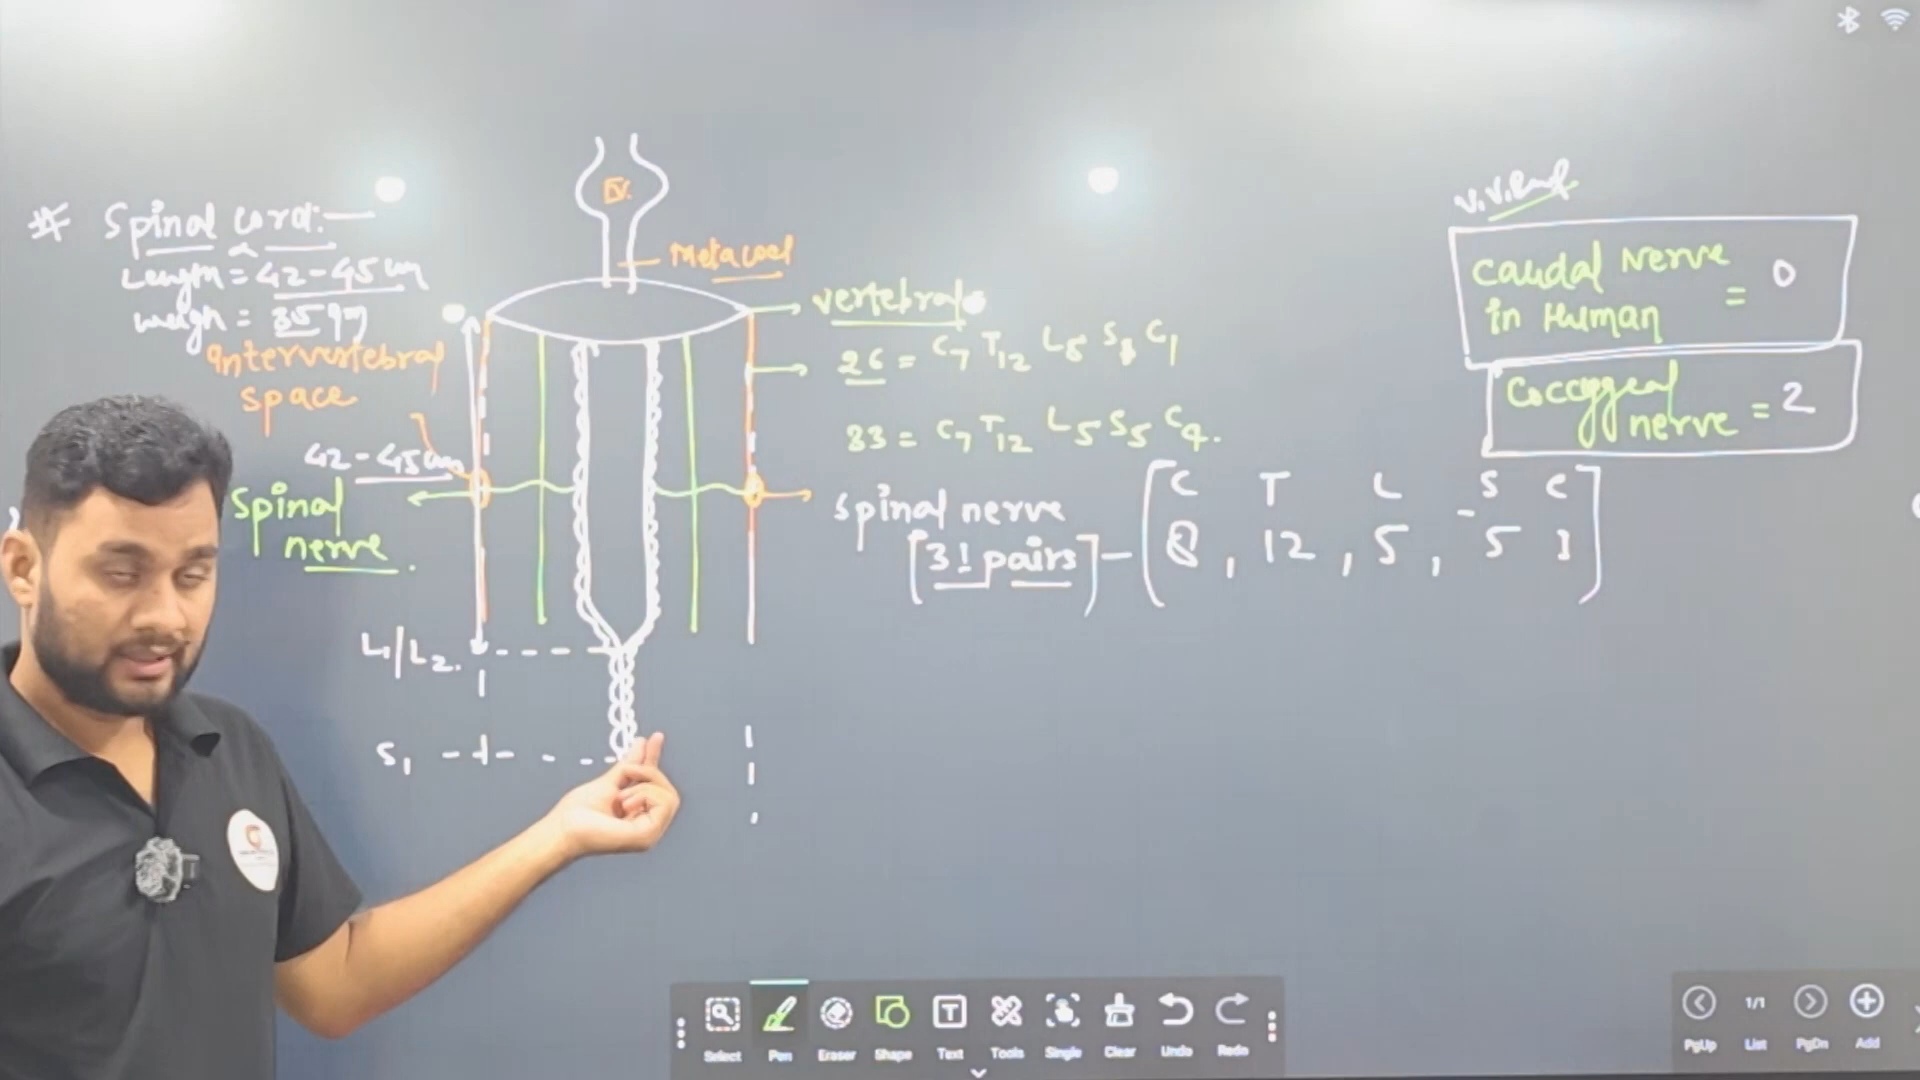 # Spinal cord:-
Length = 42-45 cm
weigh = 35 gm
intervertebral
space
42-45 cm
Spinal
nerve.
L1/L2.
S1
IV.
Metacoel
vertebral
26 = C7 T12 L5 S1 C1
33 = C7 T12 L5 S5 C4.
spinal nerve
[31 pairs] - [C T L S C
8, 12, 5, 5 1]
v.v.imp
Caudal Nerve
in Human = 0
Coccygeal
nerve = 2
Select Pen Eraser Shape Text Tools Single Clear Undo Redo
1/1
PgUp List PgDn Add